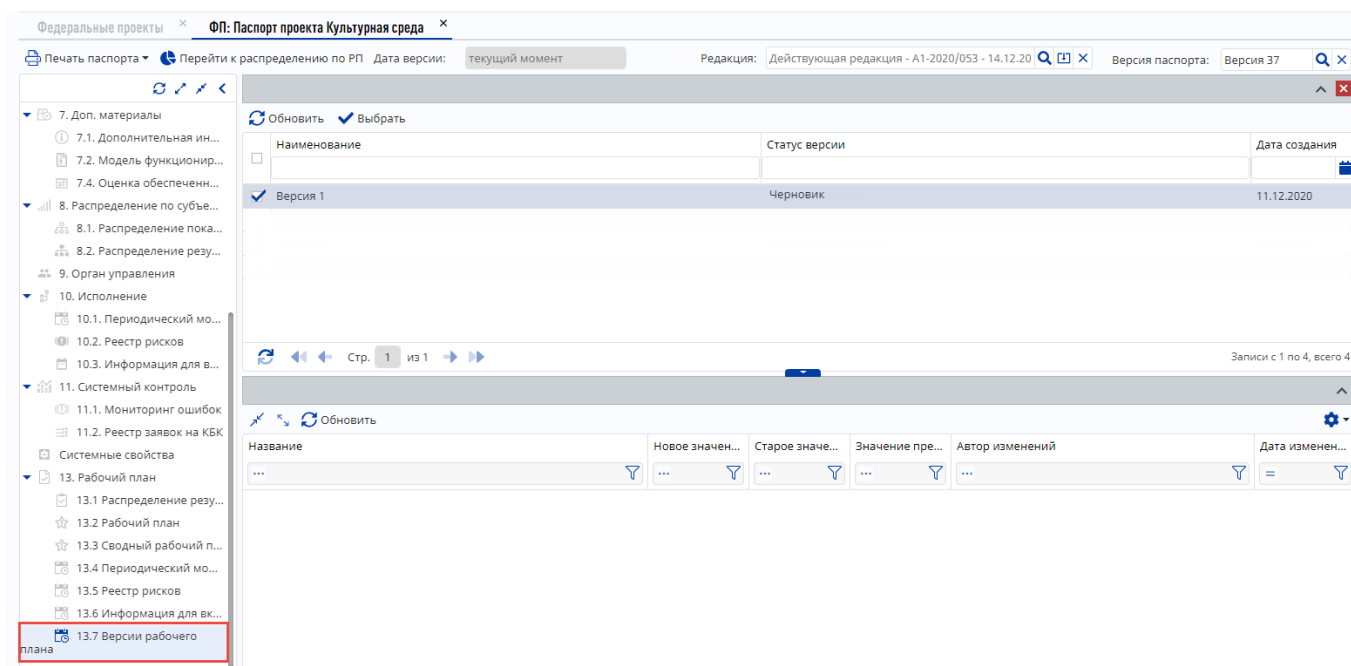 Федеральные проекты × ФП: Паспорт проекта Культурная среда ×
Печать паспорта Перейти к распределению по РП Дата версии: текущий момент Редакция: Действующая редакция - А1-2020/053 - 14.12.20 Версия паспорта: Версия 37
7. Доп. материалы
7.1. Дополнительная ин...
7.2. Модель функционир...
7.4. Оценка обеспеченн...
8. Распределение по субъе...
8.1. Распределение пока...
8.2. Распределение резу...
9. Орган управления
10. Исполнение
10.1. Периодический мо...
10.2. Реестр рисков
10.3. Информация для в...
11. Системный контроль
11.1. Мониторинг ошибок
11.2. Реестр заявок на КБК
Системные свойства
13. Рабочий план
13.1 Распределение резу...
13.2 Рабочий план
13.3 Сводный рабочий п...
13.4 Периодический мо...
13.5 Реестр рисков
13.6 Информация для вк...
13.7 Версии рабочего
плана
Обновить Выбрать
Наименование Статус версии Дата создания
Версия 1 Черновик 11.12.2020
Стр. 1 из 1 Записи с 1 по 4, всего 4
Обновить
Название Новое значен... Старое значе... Значение пре... Автор изменений Дата изменен...
... ... ... ... ... =